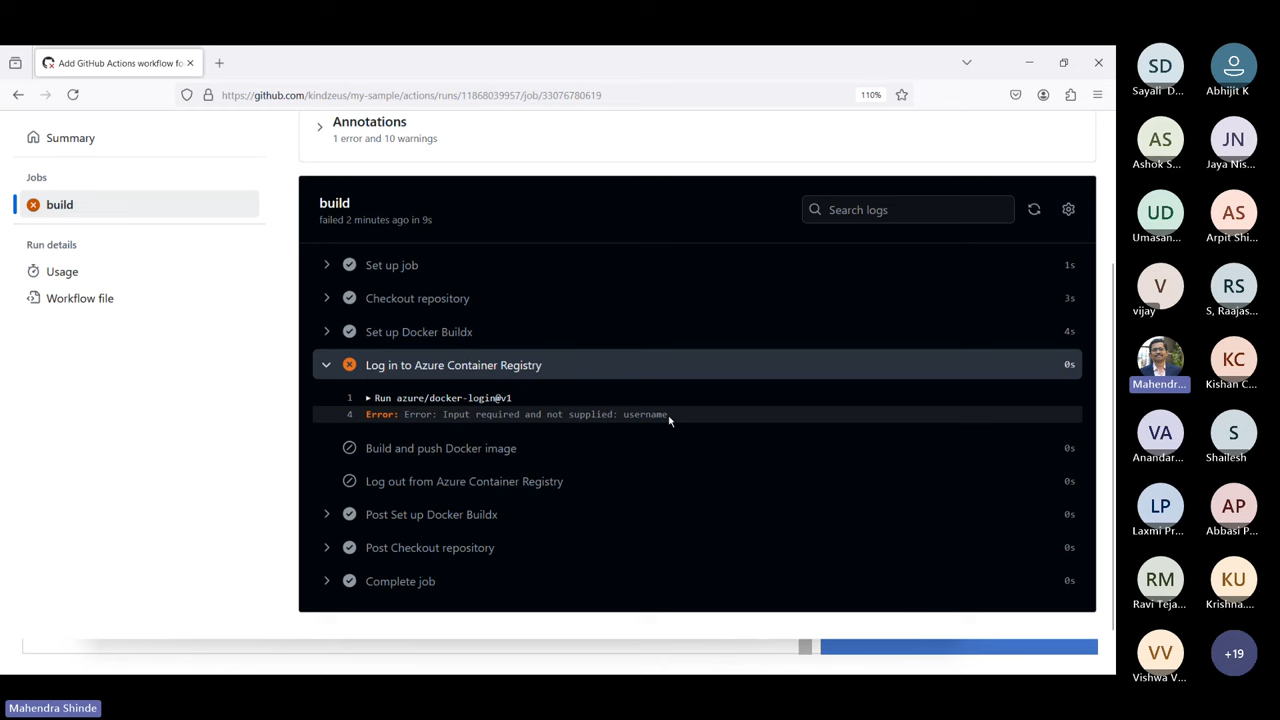 Add GitHub Actions workflow fo
https://github.com/kindzeus/my-sample/actions/runs/11868039957/job/33076780619
110%
Summary
Jobs
build
Run details
Usage
Workflow file
Annotations
1 error and 10 warnings
build
failed 2 minutes ago in 9s
Search logs
Set up job 1s
Checkout repository 3s
Set up Docker Buildx 4s
Log in to Azure Container Registry 0s
1 Run azure/docker-login@v1
4 Error: Error: Input required and not supplied: username
Build and push Docker image 0s
Log out from Azure Container Registry 0s
Post Set up Docker Buildx 0s
Post Checkout repository 0s
Complete job 0s
SD
Sayali D...
Abhijit K
AS
Ashok S...
JN
Jaya Nis...
UD
Umasan...
AS
Arpit Shi...
V
vijay
RS
S, Raajas...
Mahendr...
KC
Kishan C...
VA
Anandar...
S
Shailesh
LP
Laxmi Pr...
AP
Abbasi P...
RM
Ravi Teja...
KU
Krishna...
VV
Vishwa V...
+19
Mahendra Shinde